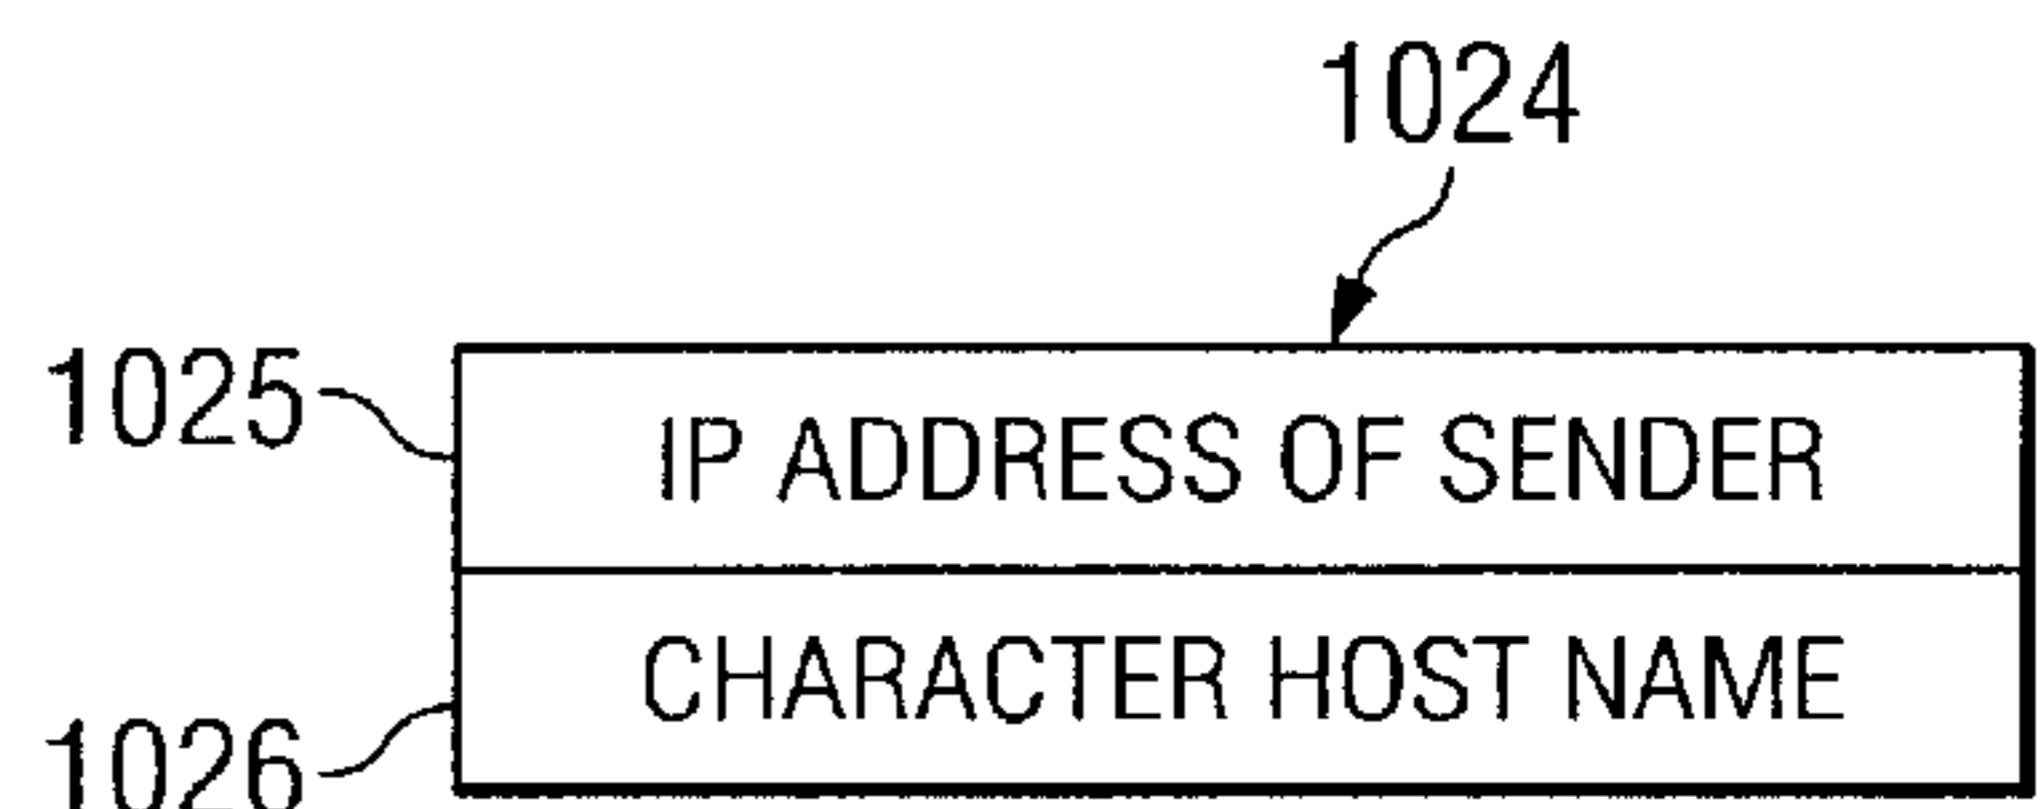 1024
1025
IP ADDRESS OF SENDER
CHARACTER HOST NAME
1026